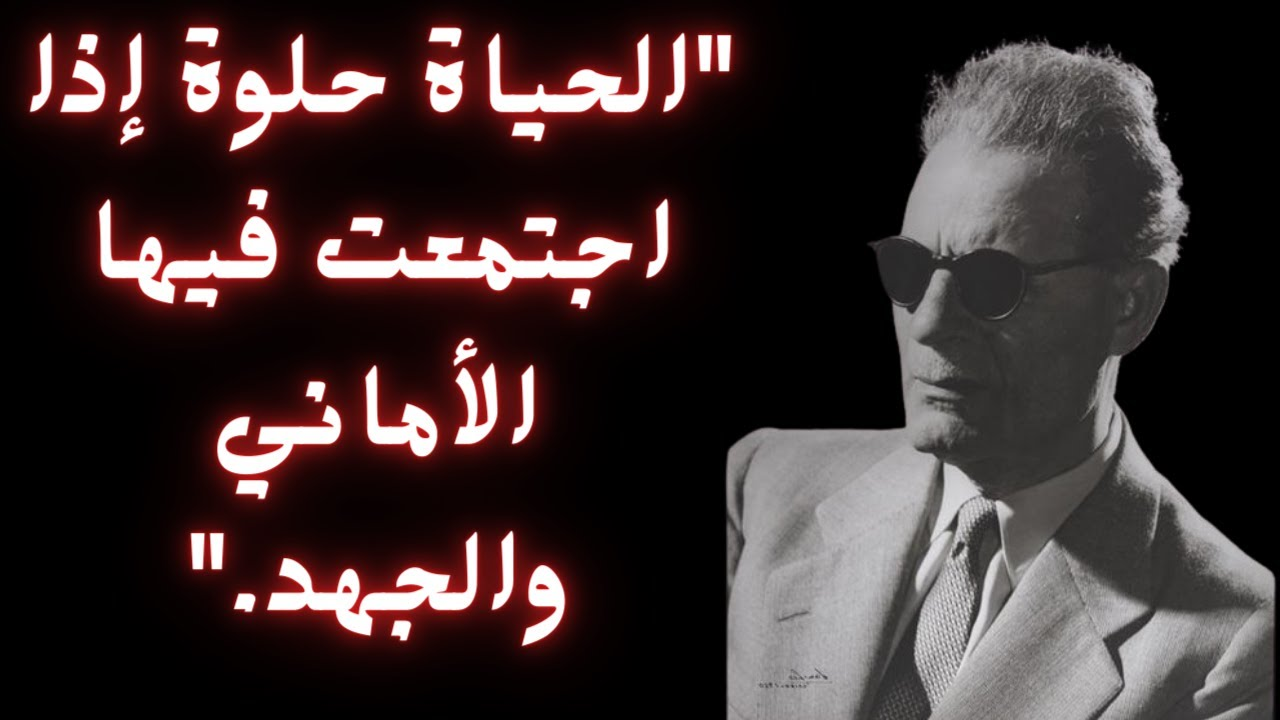 "الحياة حلوة إذا
اجتمعت فيها
الأماني
والجهد."